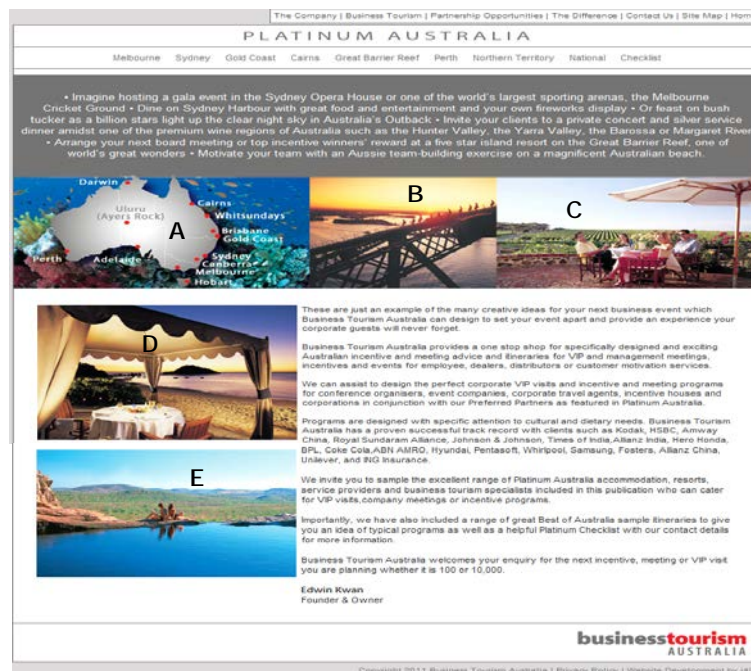 The Company | Business Tourism | Partnership Opportunities | The Difference | Contact Us | Site Map | Hom
PLATINUM AUSTRALIA
Melbourne Sydney Gold Coast Cairns Great Barrier Reef Perth Northern Territory National Checklist
• Imagine hosting a gala event in the Sydney Opera House or one of the world's largest sporting arenas, the Melbourne
Cricket Ground • Dine on Sydney Harbour with great food and entertainment and your own fireworks display • Or feast on bush
tucker as a billion stars light up the clear night sky in Australia's Outback • Invite your clients to a private concert and silver service
dinner amidst one of the premium wine regions of Australia such as the Hunter Valley, the Yarra Valley, the Barossa or Margaret River
• Arrange your next board meeting or top incentive winners' reward at a five star island resort on the Great Barrier Reef, one of
world's great wonders • Motivate your team with an Aussie team-building exercise on a magnificent Australian beach.
Darwin
Cairns
Uluru
(Ayers Rock)
Whitsundays
A
Brisbane
Gold Coast
Perth
Adelaide
Sydney
Canberra
Melbourne
Hobart
B
C
D
E
These are just an example of the many creative ideas for your next business event which
Business Tourism Australia can design to set your event apart and provide an experience your
corporate guests will never forget.
Business Tourism Australia provides a one stop shop for specifically designed and exciting
Australian incentive and meeting advice and itineraries for VIP and management meetings,
incentives and events for employee, dealers, distributors or customer motivation services.
We can assist to design the perfect corporate VIP visits and incentive and meeting programs
for conference organisers, event companies, corporate travel agents, incentive houses and
corporations in conjunction with our Preferred Partners as featured in Platinum Australia.
Programs are designed with specific attention to cultural and dietary needs. Business Tourism
Australia has a proven successful track record with clients such as Kodak, HSBC, Amway
China, Royal Sundaram Alliance, Johnson & Johnson, Times of India,Allianz India, Hero Honda,
BPL, Coke Cola,ABN AMRO, Hyundai, Pentasoft, Whirlpool, Samsung, Fosters, Allianz China,
Unilever, and ING Insurance.
We invite you to sample the excellent range of Platinum Australia accommodation, resorts,
service providers and business tourism specialists included in this publication who can cater
for VIP visits,company meetings or incentive programs.
Importantly, we have also included a range of great Best of Australia sample itineraries to give
you an idea of typical programs as well as a helpful Platinum Checklist with our contact details
for more information.
Business Tourism Australia welcomes your enquiry for the next incentive, meeting or VIP visit
you are planning whether it is 100 or 10,000.
Edwin Kwan
Founder & Owner
businesstourism
AUSTRALIA
Copyright 2011 Business Tourism Australia | Privacy Policy | Website Development by